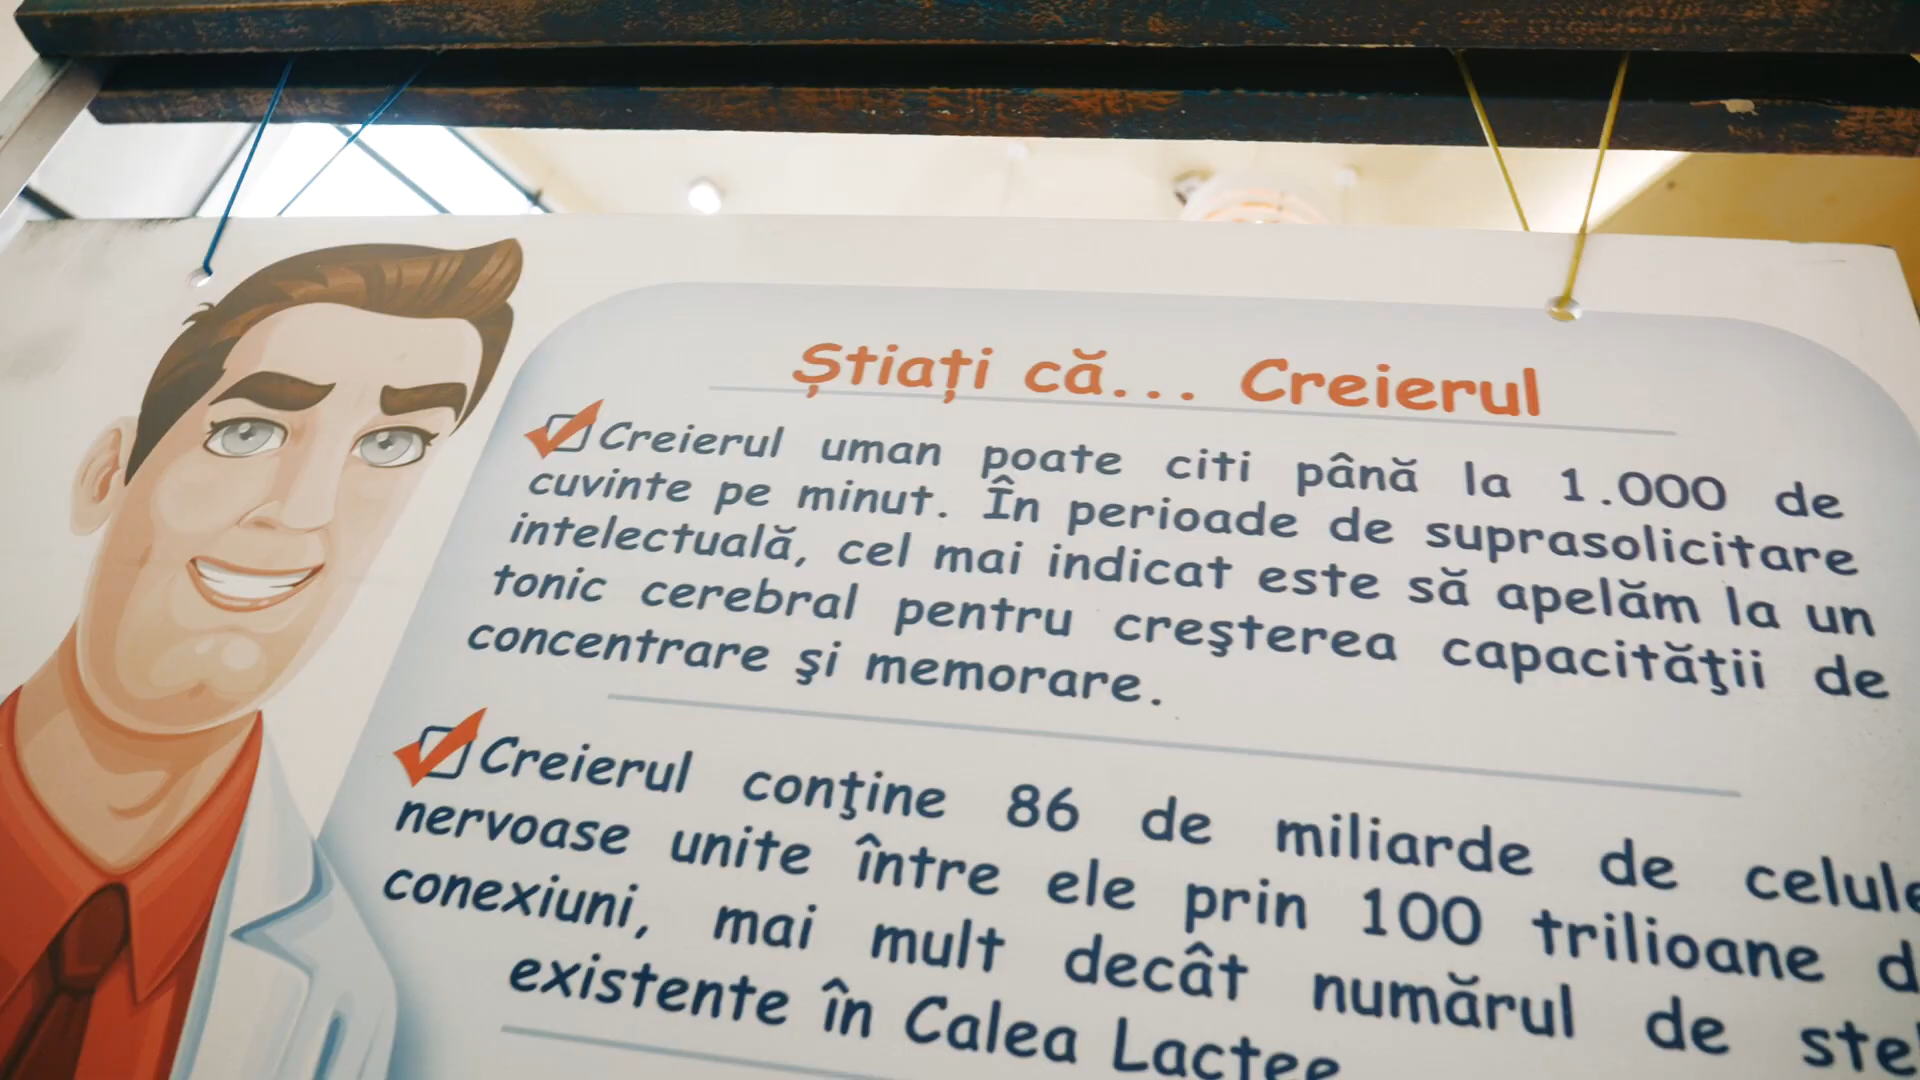 Știați că... Creierul
Creierul uman poate citi până la 1.000 de
cuvinte pe minut. În perioade de suprasolicitare
intelectuală, cel mai indicat este să apelăm la un
tonic cerebral pentru creşterea capacităţii de
concentrare şi memorare.
Creierul conţine 86 de miliarde de celule
nervoase unite între ele prin 100 trilioane
conexiuni, mai mult decât numărul de
existente în Calea Lactee